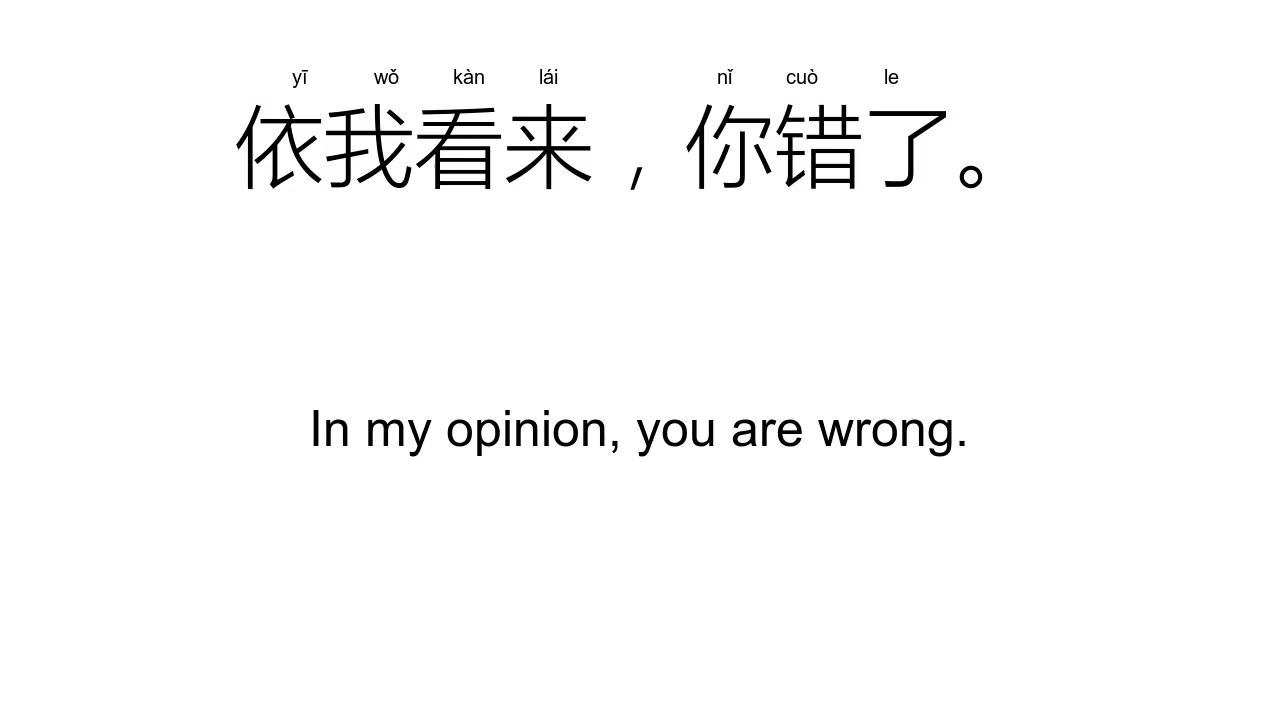 yī wǒ kàn lái nǐ cuò le
依我看来，你错了。
In my opinion, you are wrong.